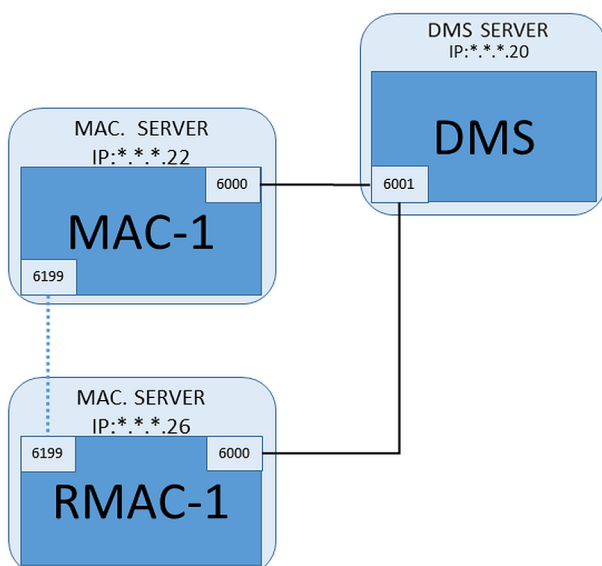 DMS SERVER
IP:*.*.*.20
DMS
6001
MAC. SERVER
IP:*.*.*.22
6000
MAC-1
6199
MAC. SERVER
IP:*.*.*.26
6199
6000
RMAC-1